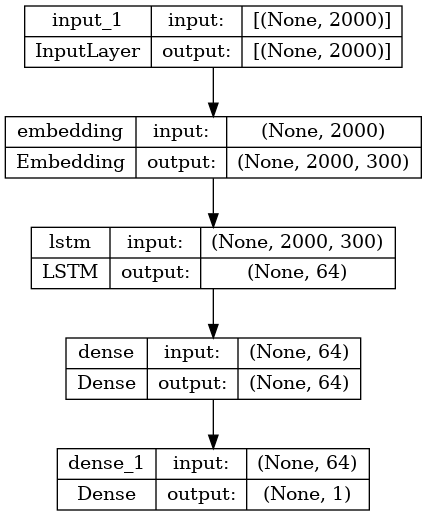 input_1 input: [(None, 2000)]
InputLayer output: [(None, 2000)]
embedding input: (None, 2000)
Embedding output: (None, 2000, 300)
lstm input: (None, 2000, 300)
LSTM output: (None, 64)
dense input: (None, 64)
Dense output: (None, 64)
dense_1 input: (None, 64)
Dense output: (None, 1)